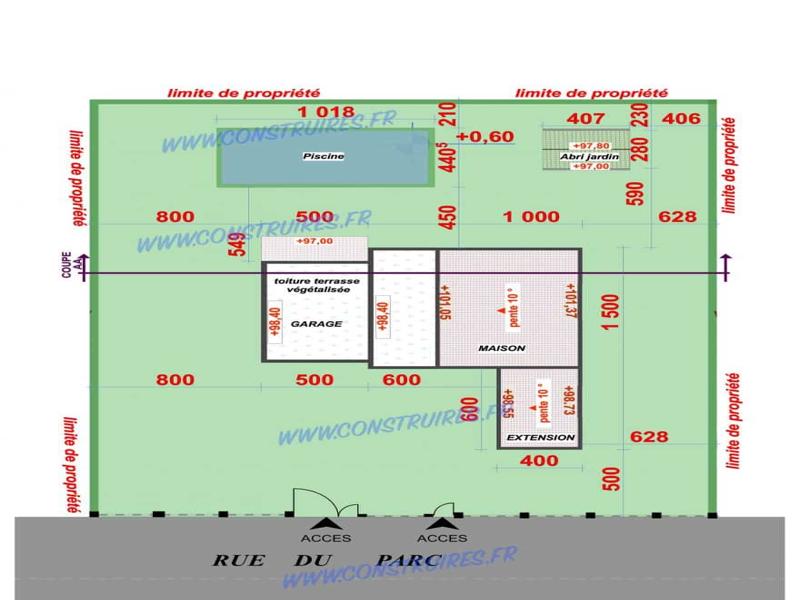 limite de propriété
limite de propriété
1 018
210
407
230
406
WWW.CONSTRUIRES.FR
+0,60
limite de propriété
limite de propriété
Piscine
440⁵
+97,80
Abri jardin
+97,00
280
590
800
500
450
1 000
628
WWW.CONSTRUIRES.FR
549
+97,00
COUPE
AA
toiture terrasse
végétalisée
+98,40
GARAGE
+98,40
+101,05
pente 10 °
+101,37
1 500
MAISON
800
500
600
limite de propriété
limite de propriété
600
+98.55
pente 10 °
+98.73
WWW.CONSTRUIRES.FR
EXTENSION
628
400
500
ACCES
ACCES
RUE DU PARC
WWW.CONSTRUIRES.FR